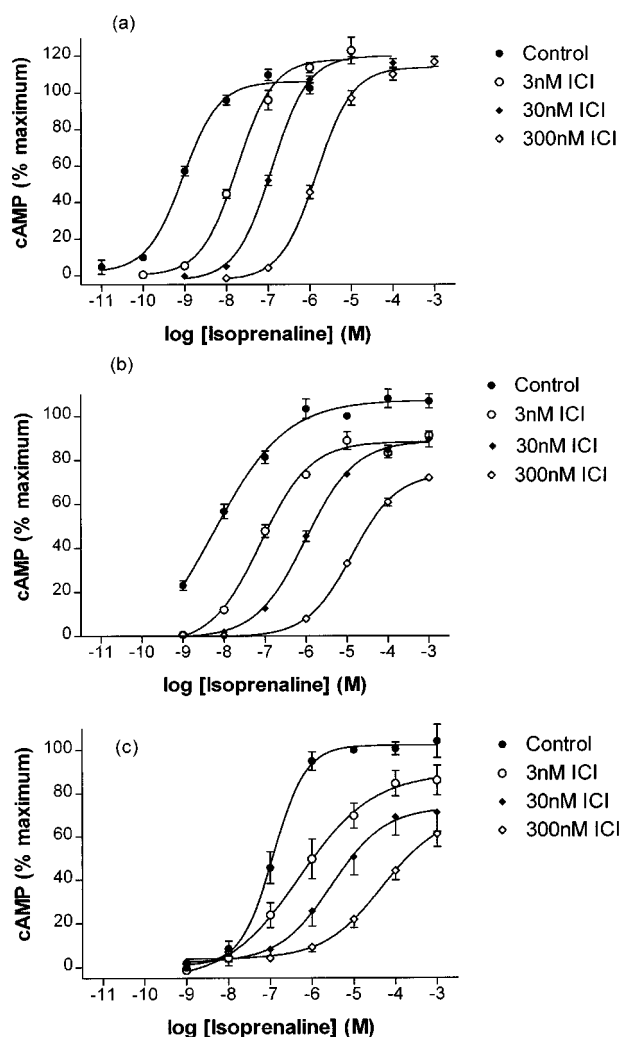 (a)
120
100
80
60
40
20
0
cAMP (% maximum)
-11 -10 -9 -8 -7 -6 -5 -4 -3
log [Isoprenaline] (M)
Control
3nM ICI
30nM ICI
300nM ICI
(b)
100
80
60
40
20
0
cAMP (% maximum)
-11 -10 -9 -8 -7 -6 -5 -4 -3
log [Isoprenaline] (M)
Control
3nM ICI
30nM ICI
300nM ICI
(c)
100
80
60
40
20
0
cAMP (% maximum)
-11 -10 -9 -8 -7 -6 -5 -4 -3
log [Isoprenaline] (M)
Control
3nM ICI
30nM ICI
300nM ICI